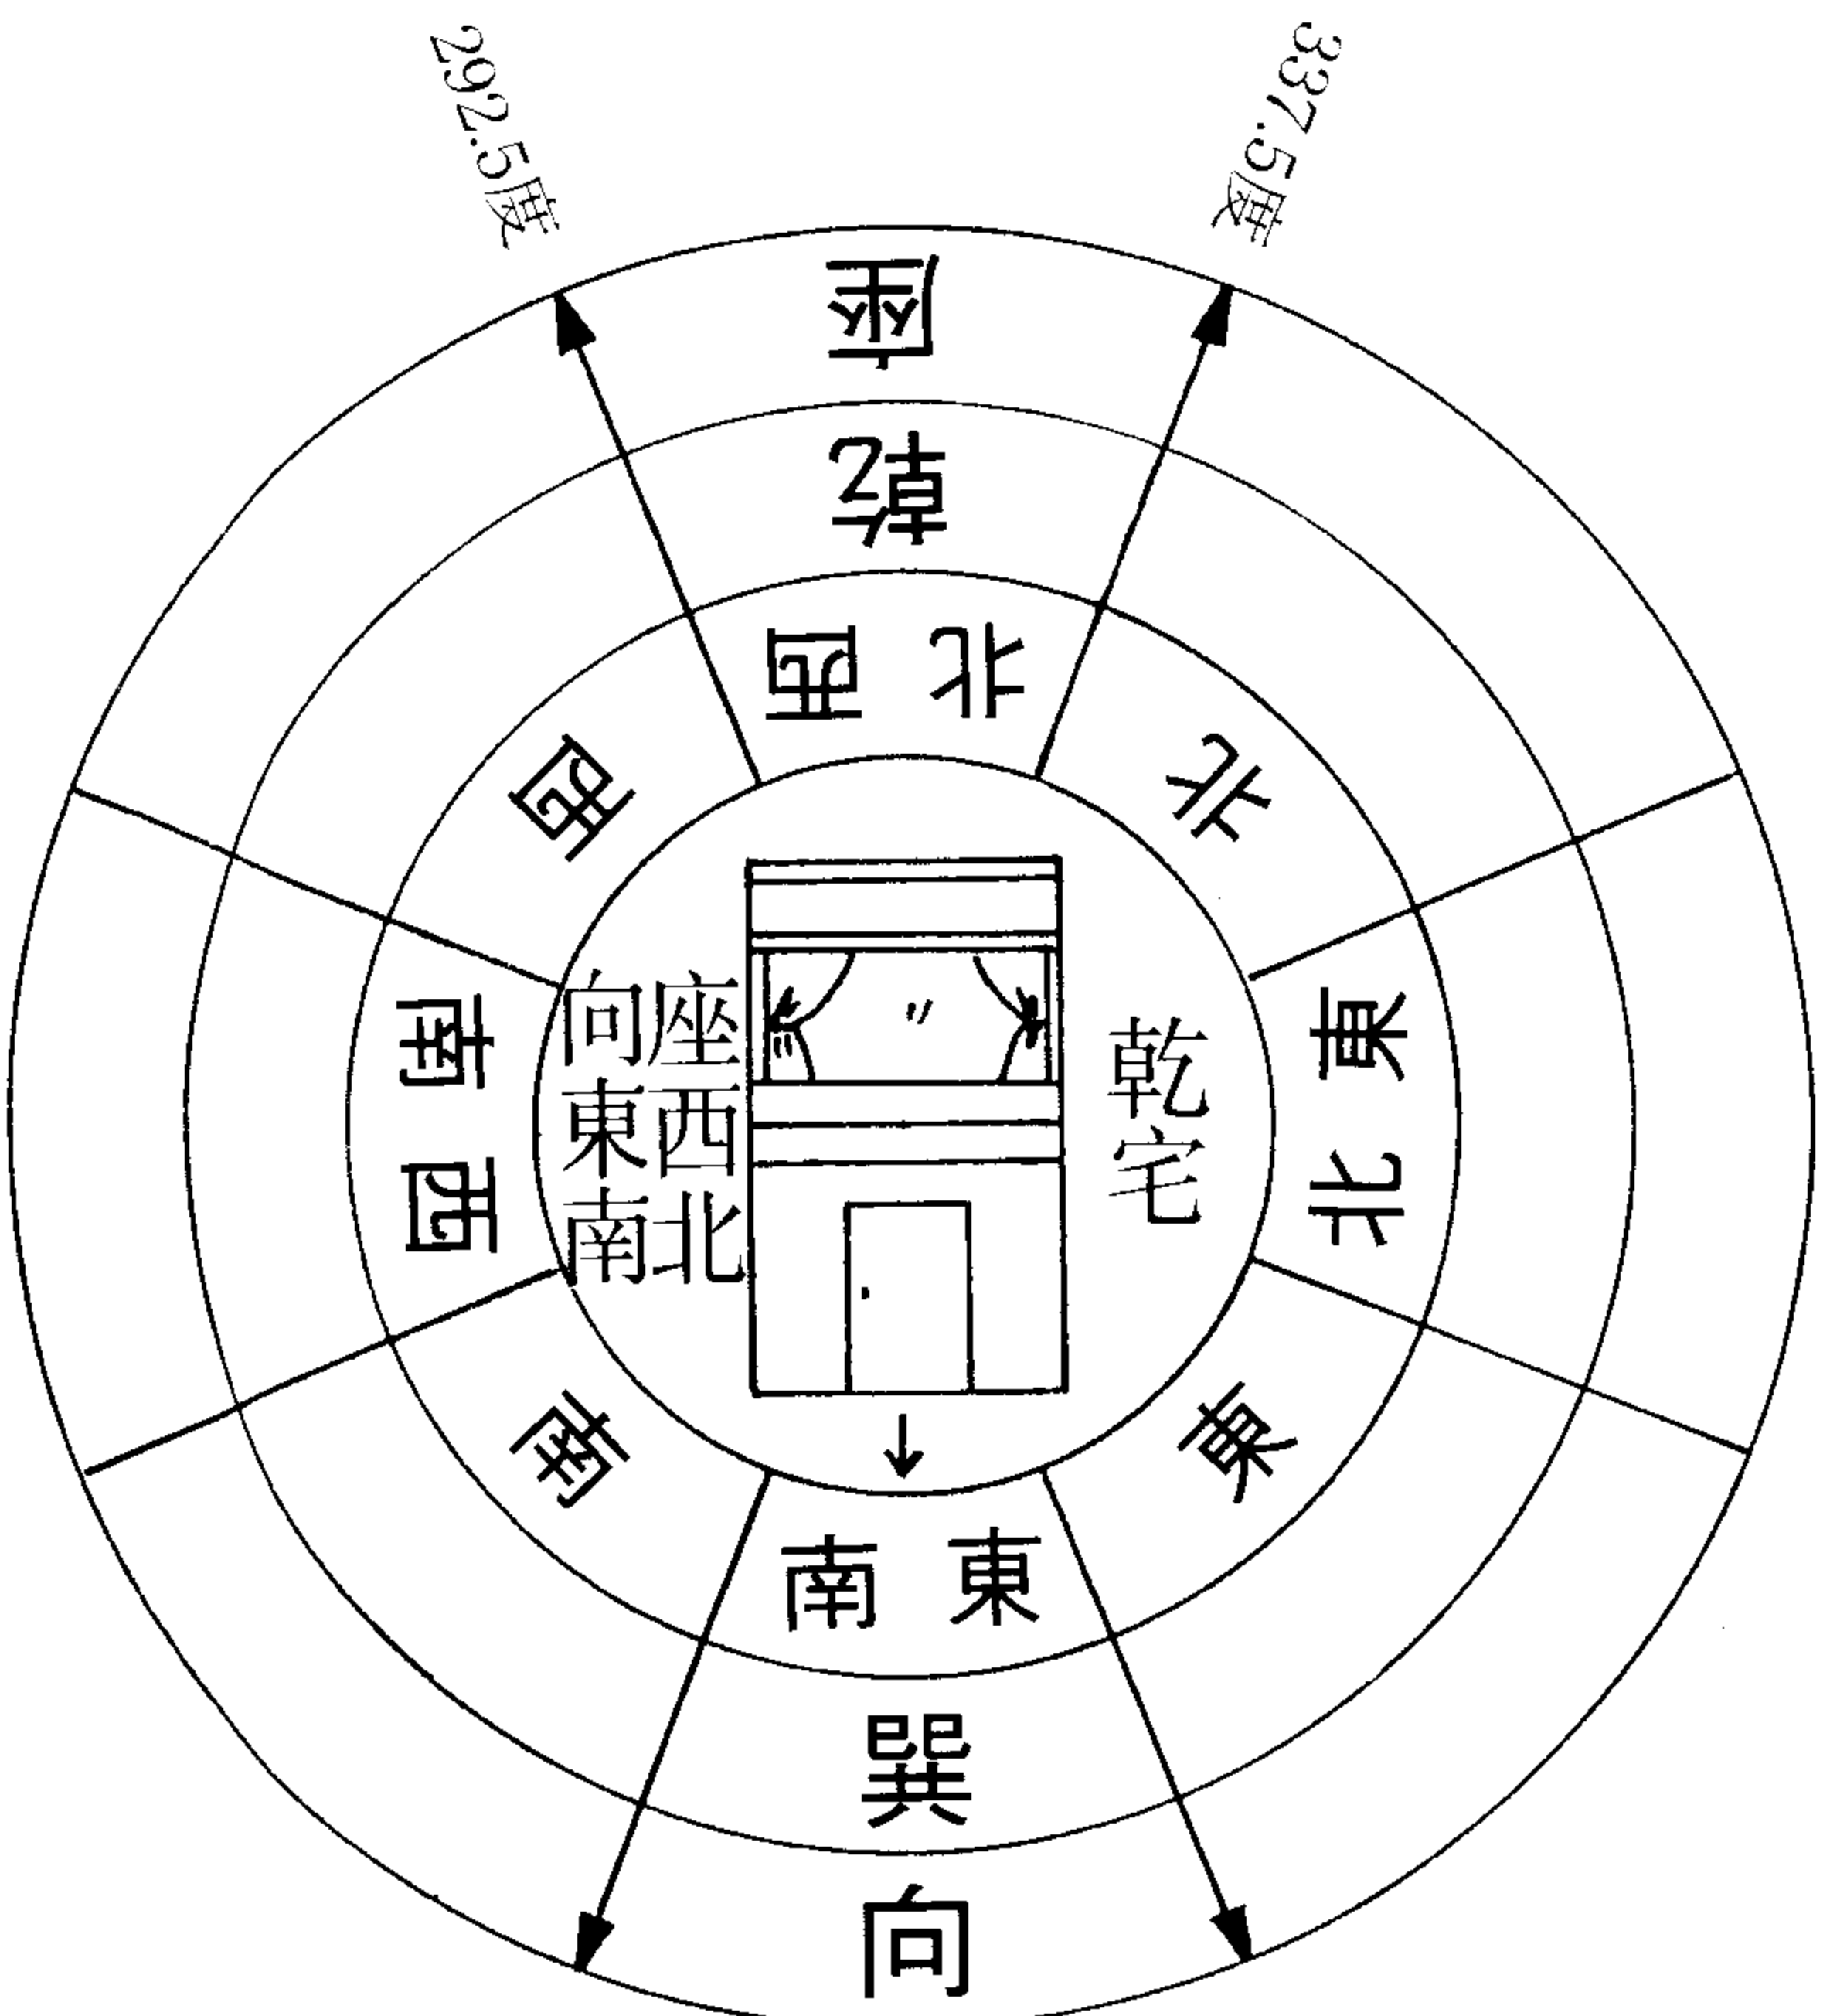 292.5度
337.5度
座
乾
西北
西
北
東北
西南
乾宅
座西北
向東南
南
東
東南
巽
向